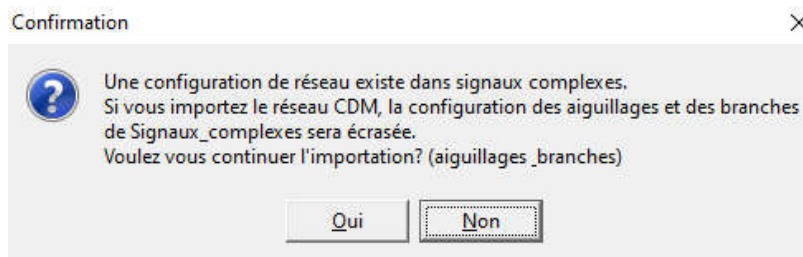 Confirmation
Une configuration de réseau existe dans signaux complexes.
Si vous importez le réseau CDM, la configuration des aiguillages et des branches
de Signaux_complexes sera écrasée.
Voulez vous continuer l'importation? (aiguillages _branches)
Oui
Non